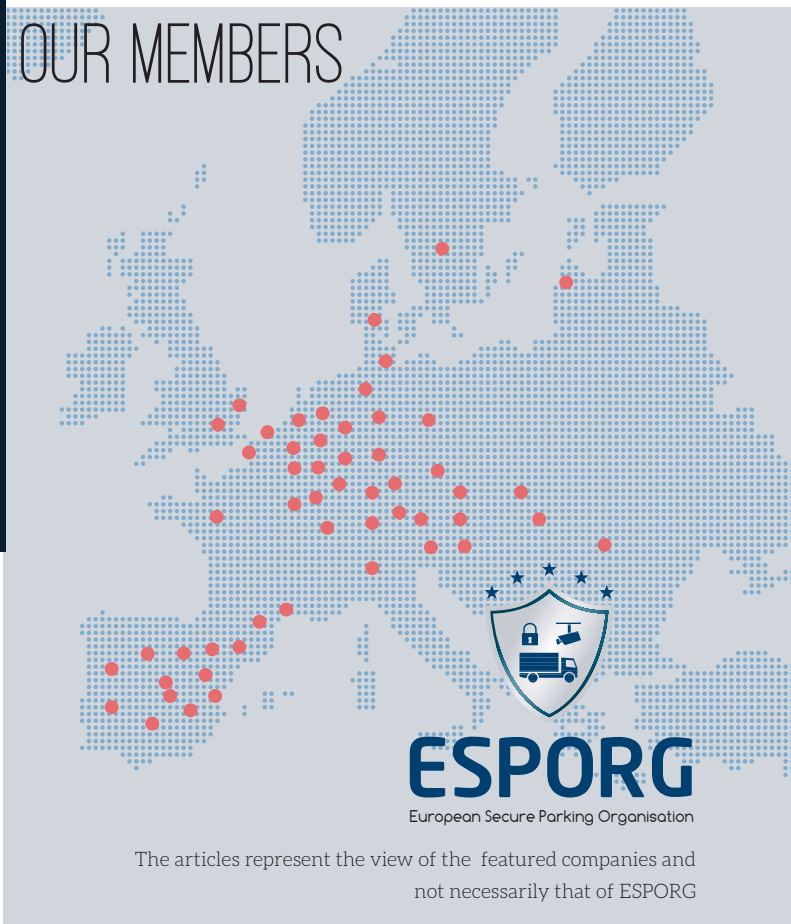 OUR MEMBERS
ESPORG
European Secure Parking Organisation
The articles represent the view of the featured companies and
not necessarily that of ESPORG